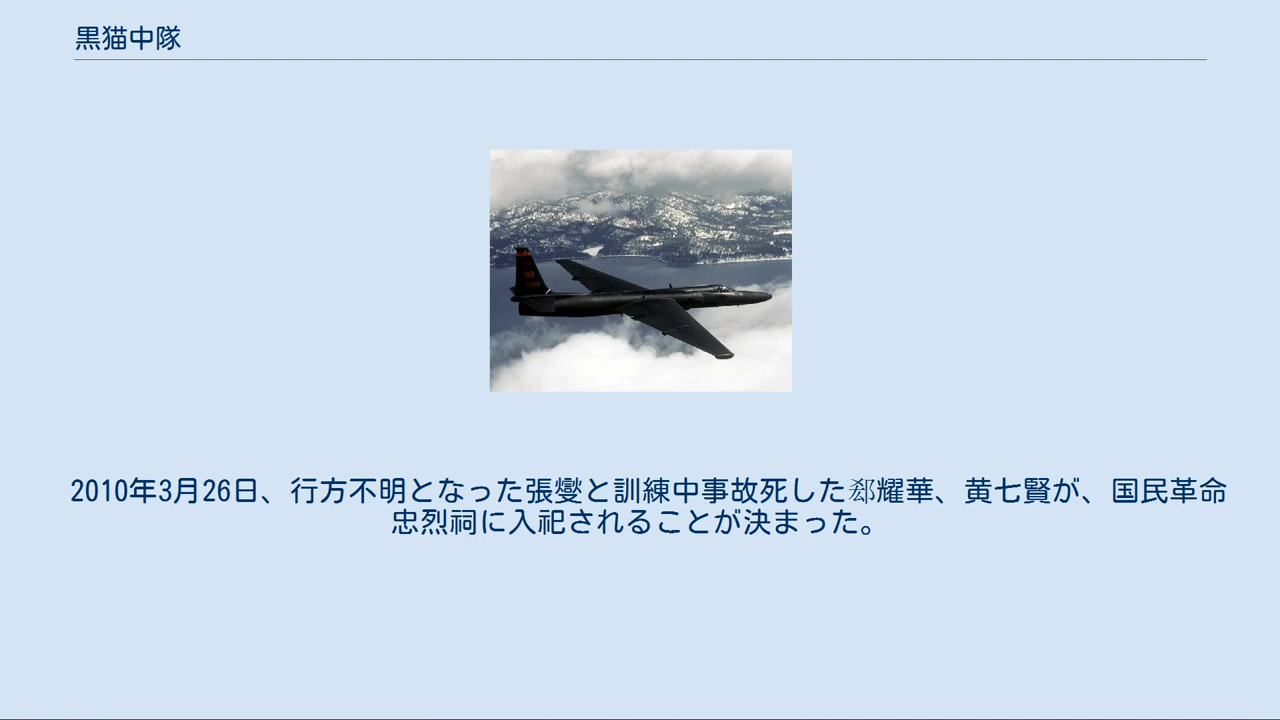 黒猫中隊
2010年3月26日、行方不明となった張燮と訓練中事故死した郄耀華、黄七賢が、国民革命
忠烈祠に入祀されることが決まった。